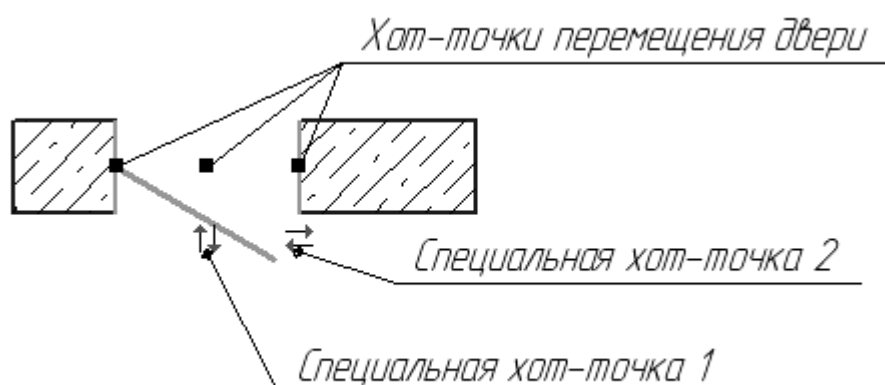 Хот-точки перемещения двери
Специальная хот-точка 2
Специальная хот-точка 1